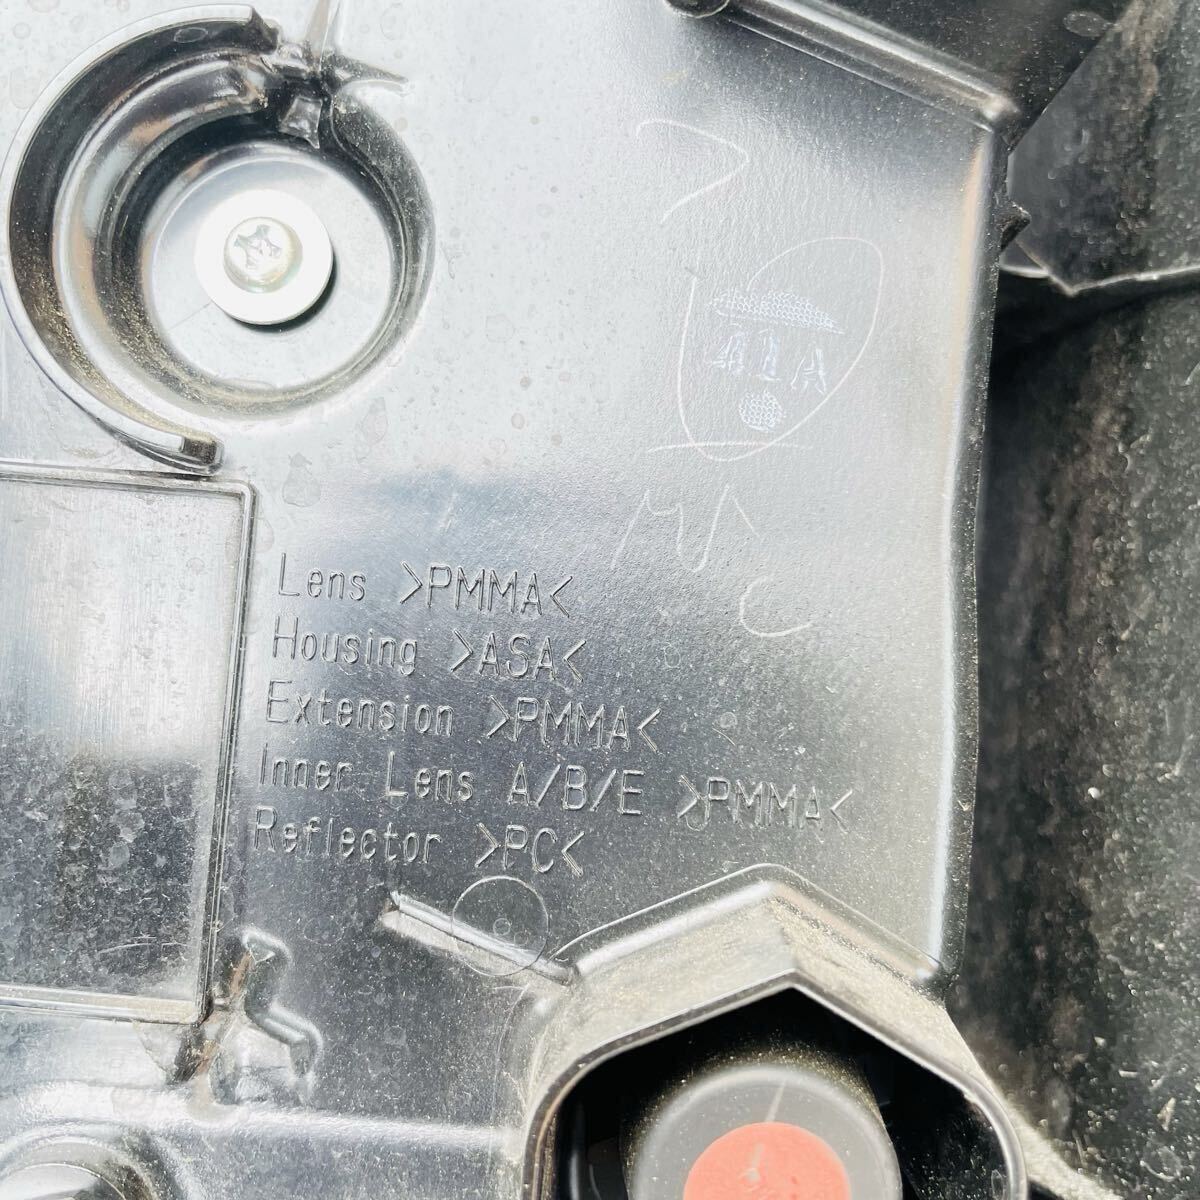 41A
Lens >PMMA<
Housing >ASA<
Extension >PMMA<
Inner Lens A/B/E >PMMA<
Reflector >PC<